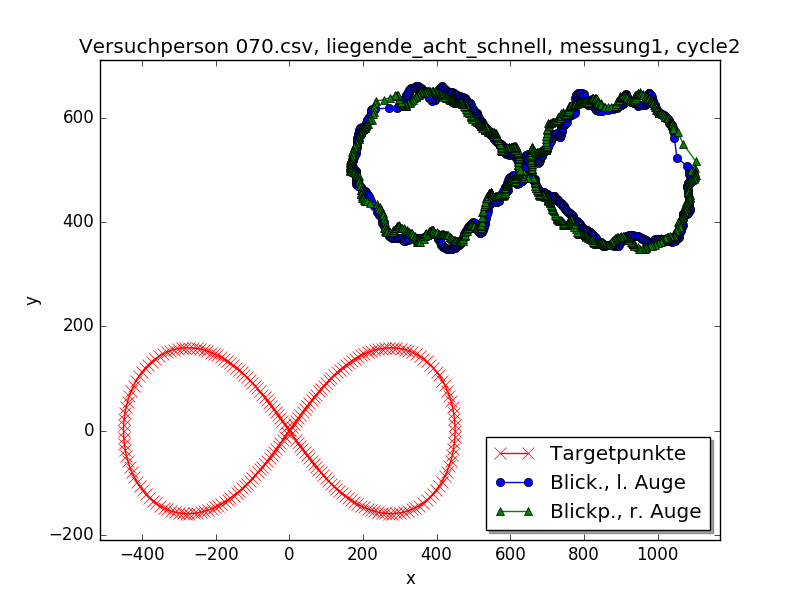 Versuchperson 070.csv, liegende_acht_schnell, messung1, cycle2
y
600
400
200
0
−200
Targetpunkte
Blick., l. Auge
Blickp., r. Auge
−400 −200 0 200 400 600 800 1000
x